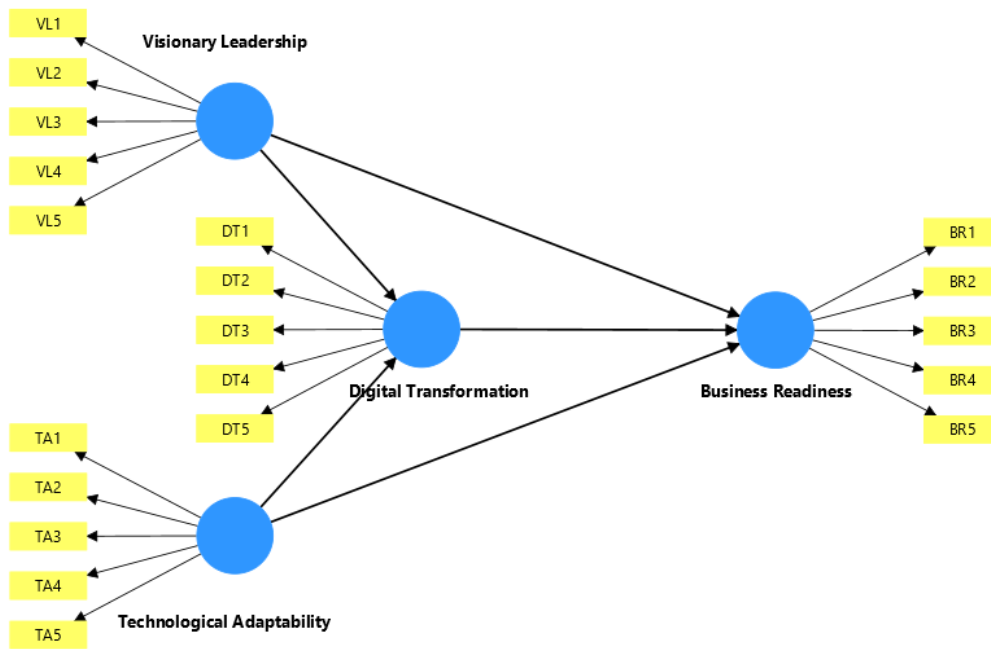 VL1
Visionary Leadership
VL2
VL3
VL4
VL5
DT1
BR1
DT2
BR2
DT3
BR3
DT4
BR4
Digital Transformation
Business Readiness
DT5
BR5
TA1
TA2
TA3
TA4
Technological Adaptability
TA5